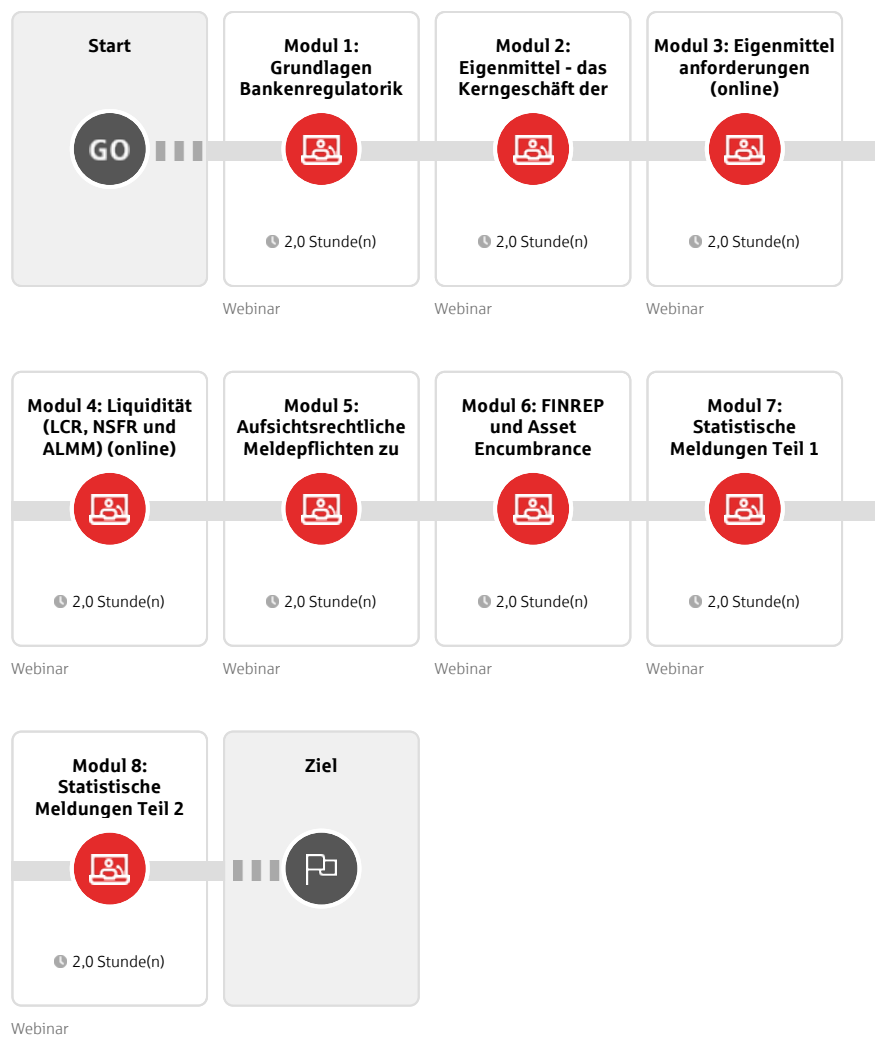 Start
Modul 1:
Grundlagen
Bankenregulatorik
Modul 2:
Eigenmittel - das
Kerngeschäft der
Modul 3: Eigenmittel
anforderungen
(online)
GO
2,0 Stunde(n)
2,0 Stunde(n)
2,0 Stunde(n)
Webinar
Webinar
Webinar
Modul 4: Liquidität
(LCR, NSFR und
ALMM) (online)
Modul 5:
Aufsichtsrechtliche
Meldepflichten zu
Modul 6: FINREP
und Asset
Encumbrance
Modul 7:
Statistische
Meldungen Teil 1
2,0 Stunde(n)
2,0 Stunde(n)
2,0 Stunde(n)
2,0 Stunde(n)
Webinar
Webinar
Webinar
Webinar
Modul 8:
Statistische
Meldungen Teil 2
Ziel
2,0 Stunde(n)
Webinar